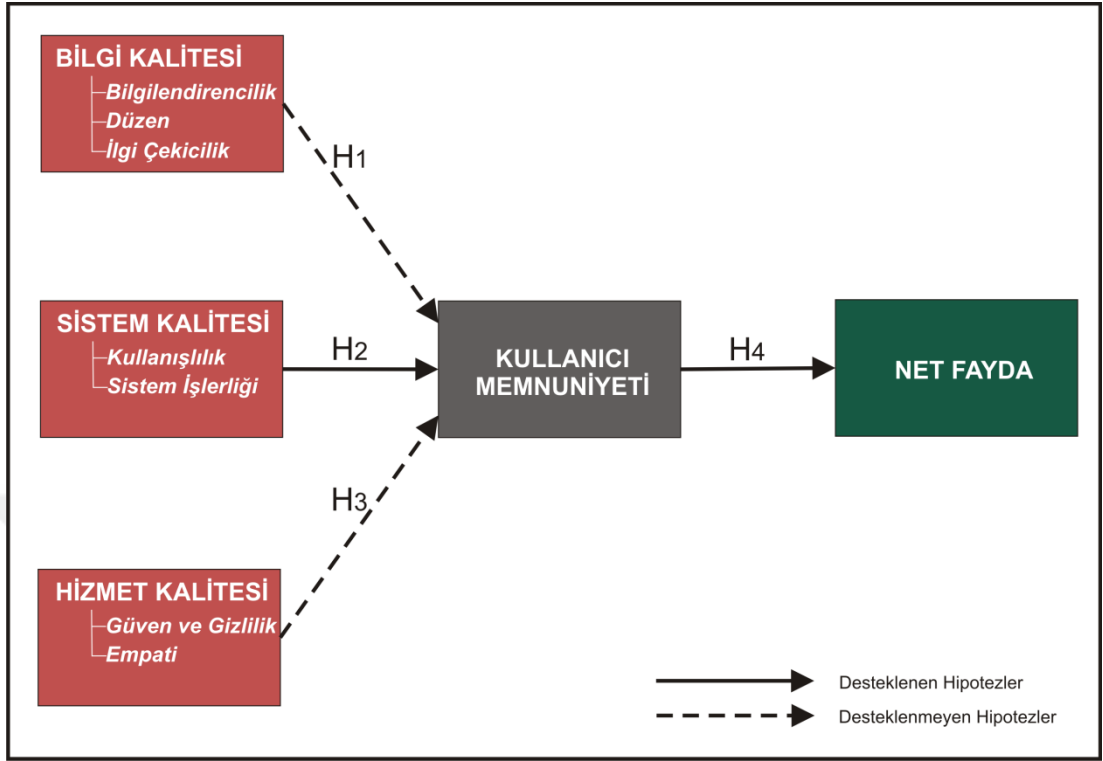 BİLGİ KALİTESİ
Bilgilendirencilik
Düzen
İlgi Çekicilik
H1
SİSTEM KALİTESİ
Kullanışlılık
Sistem İşlerliği
H2
KULLANICI
MEMNUNİYETİ
H4
NET FAYDA
H3
HİZMET KALİTESİ
Güven ve Gizlilik
Empati
Desteklenen Hipotezler
Desteklenmeyen Hipotezler